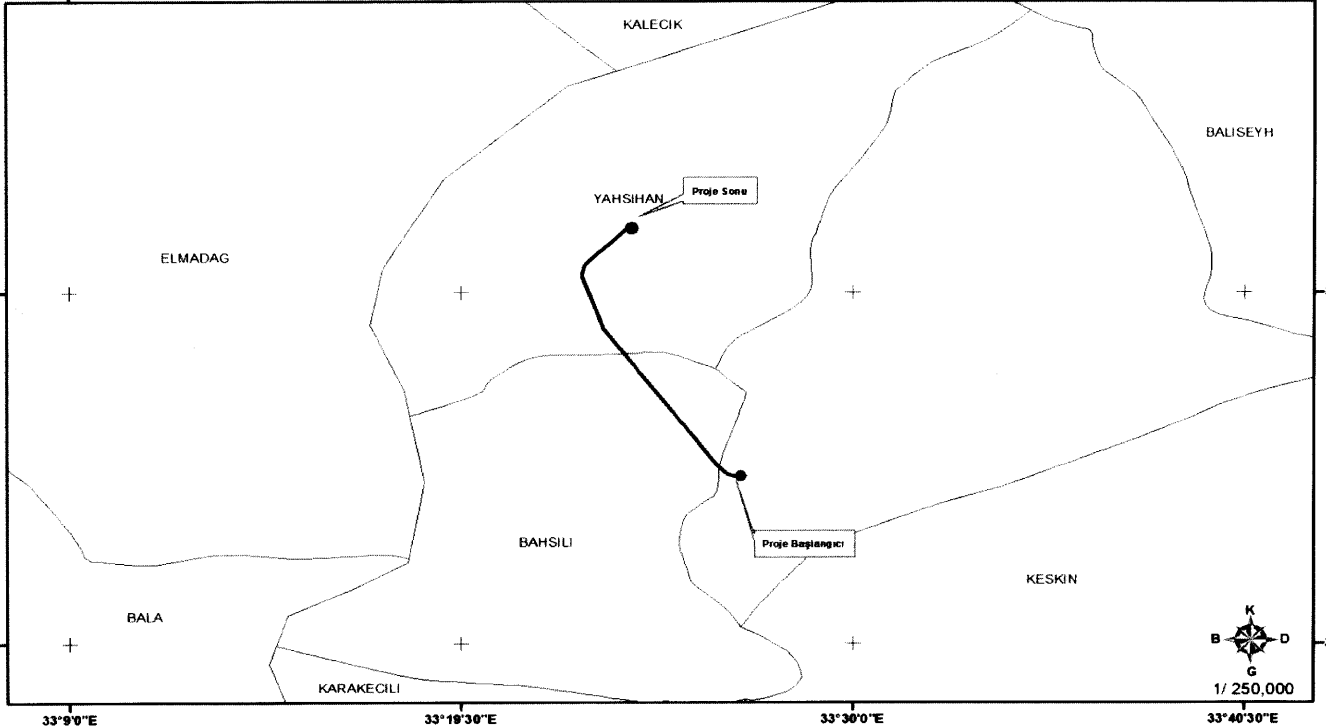 KALECIK
BALISEYH
Proje Sonu
YAHSIHAN
ELMADAG
BAHSILI
Proje Başlangıcı
KESKIN
BALA
KARAKECILI
K
B
D
G
1/ 250,000
33°9'0"E
33°19'30"E
33°30'0"E
33°40'30"E